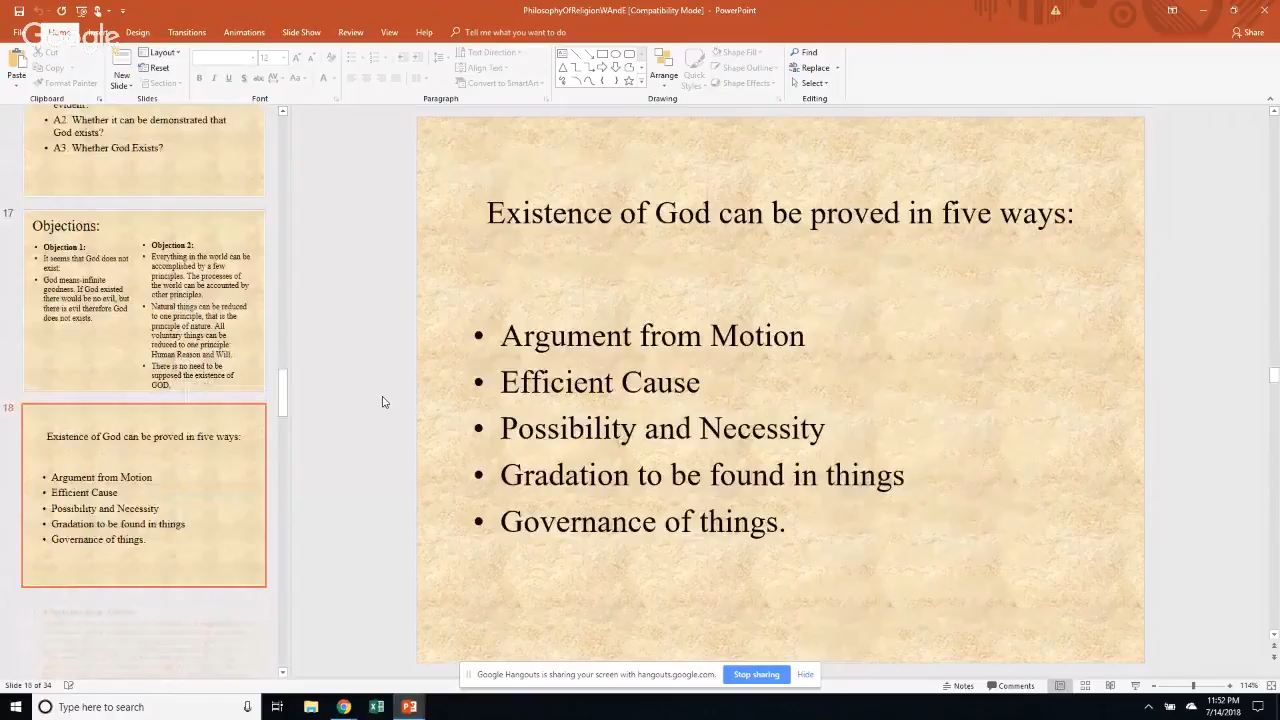 PhilosophyOfReligionWAndE [Compatibility Mode] - PowerPoint
Google
File Home Insert Design Transitions Animations Slide Show Review View Help Tell me what you want to do Share
Paste
Cut
Copy
Format Painter
Clipboard
New
Slide
Layout
Reset
Section
Slides
12
B I U S abc AV Aa A
Font
Text Direction
Align Text
Convert to SmartArt
Paragraph
Arrange
Quick
Styles
Shape Fill
Shape Outline
Shape Effects
Drawing
Find
Replace
Select
Editing
evident?
• A2. Whether it can be demonstrated that
God exists?
• A3. Whether God Exists?
17
Objections:
• Objection 1:
• It seems that God does not
exist:
• God means-infinite
goodness. If God existed
there would be no evil, but
there is evil therefore God
does not exists.
• Objection 2:
• Everything in the world can be
accomplished by a few
principles. The processes of
the world can be accounted by
other principles.
• Natural things can be reduced
to one principle, that is the
principle of nature. All
voluntary things can be
reduced to one principle:
Human Reason and Will.
• There is no need to be
supposed the existence of
GOD,
18
Existence of God can be proved in five ways:
• Argument from Motion
• Efficient Cause
• Possibility and Necessity
• Gradation to be found in things
• Governance of things.
Existence of God can be proved in five ways:
• Argument from Motion
• Efficient Cause
• Possibility and Necessity
• Gradation to be found in things
• Governance of things.
Google Hangouts is sharing your screen with hangouts.google.com. Stop sharing Hide
Slide 18 of 34
Notes Comments 114%
Type here to search
11:52 PM
7/14/2018